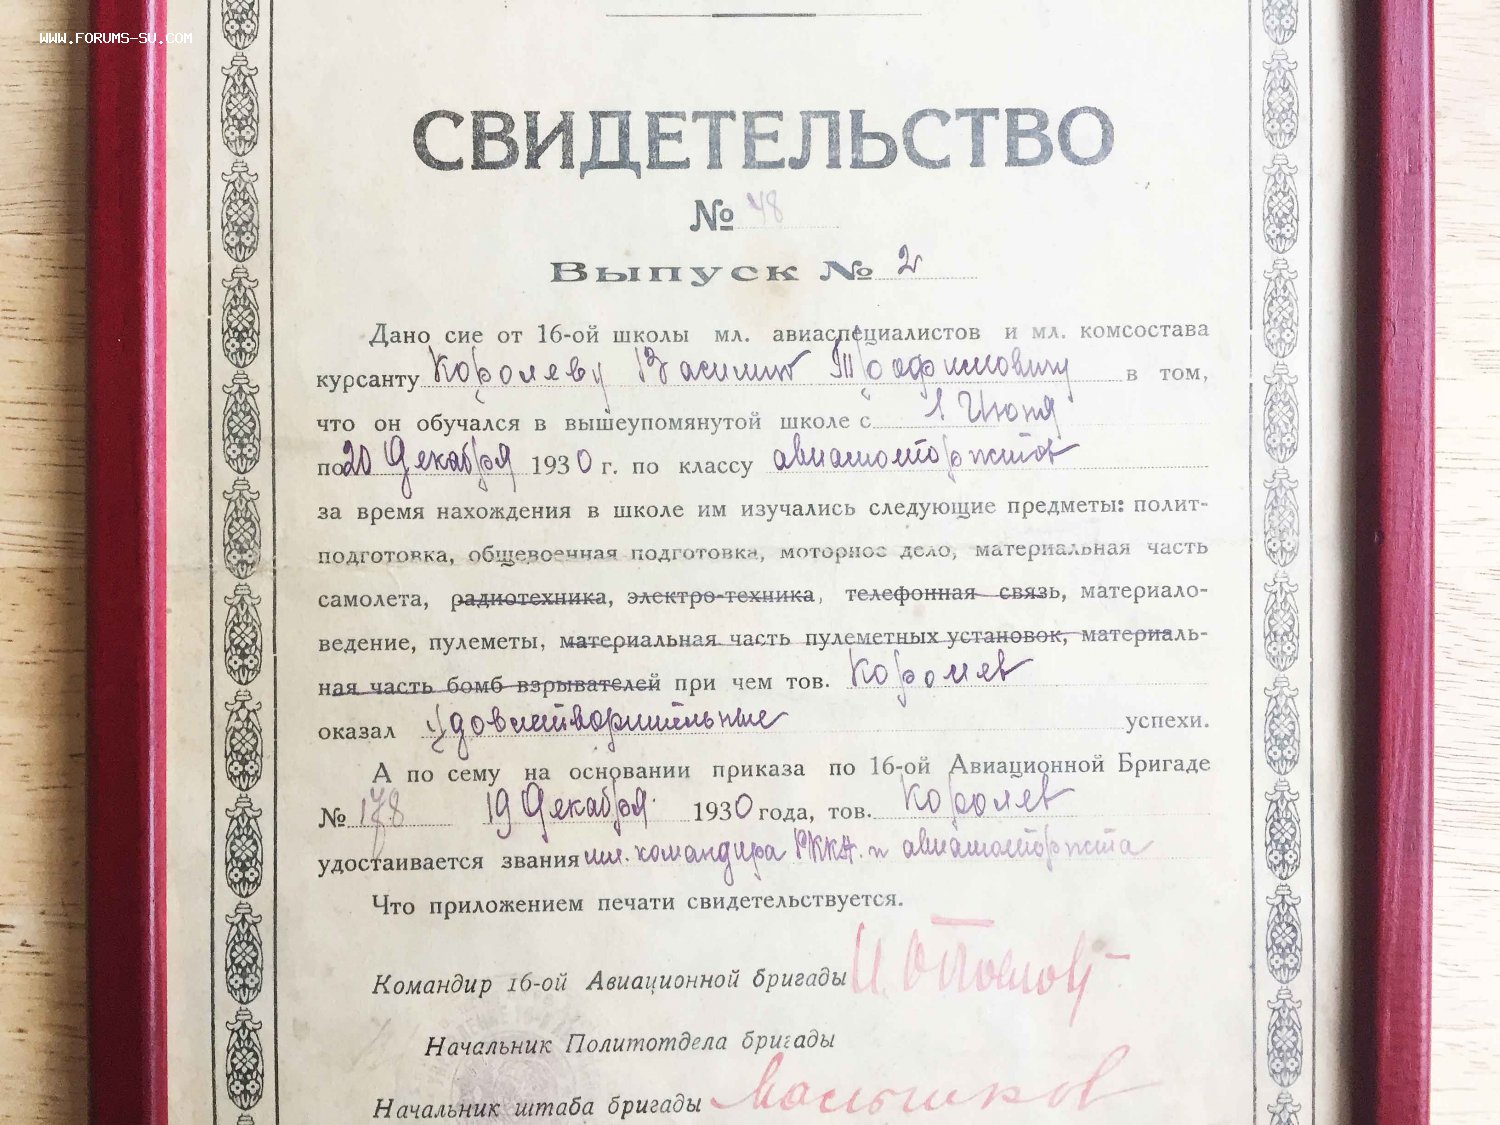 www.forums-su.com
СВИДЕТЕЛЬСТВО
№ 48
Выпуск № 2
Дано сие от 16-ой школы мл. авиаспециалистов и мл. комсостава
курсанту Королеву Василию Трофимовичу в том,
что он обучался в вышеупомянутой школе с 1 Июня
по 20 Декабря 1930 г. по классу авиамотористов
за время нахождения в школе им изучались следующие предметы: полит-
подготовка, общевоенная подготовка, моторное дело, материальная часть
самолета, радиотехника, электро-техника, телефонная связь, материало-
ведение, пулеметы, материальная часть пулеметных установок, материаль-
ная часть бомб взрывателей при чем тов. Королев
оказал удовлетворительные успехи.
А по сему на основании приказа по 16-ой Авиационной Бригаде
№ 178 19 Декабря 1930 года, тов. Королев
удостаивается звания мл. командира РККА. и авиамоториста
Что приложением печати свидетельствуется.
Командир 16-ой Авиационной бригады
Начальник Политотдела бригады
Начальник штаба бригады